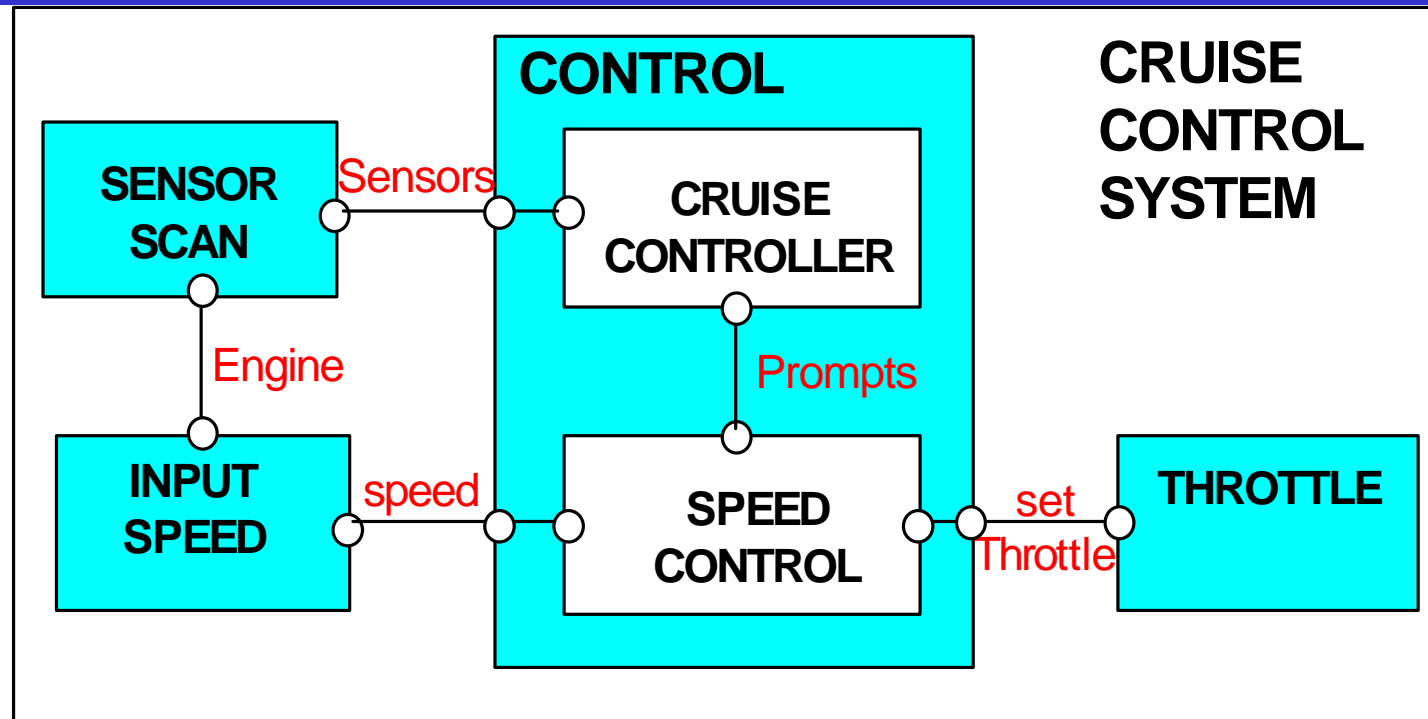 CONTROL
CRUISE
CONTROL
SYSTEM
SENSOR
SCAN
Sensors
CRUISE
CONTROLLER
Engine
Prompts
INPUT
SPEED
speed
SPEED
CONTROL
set
Throttle
THROTTLE